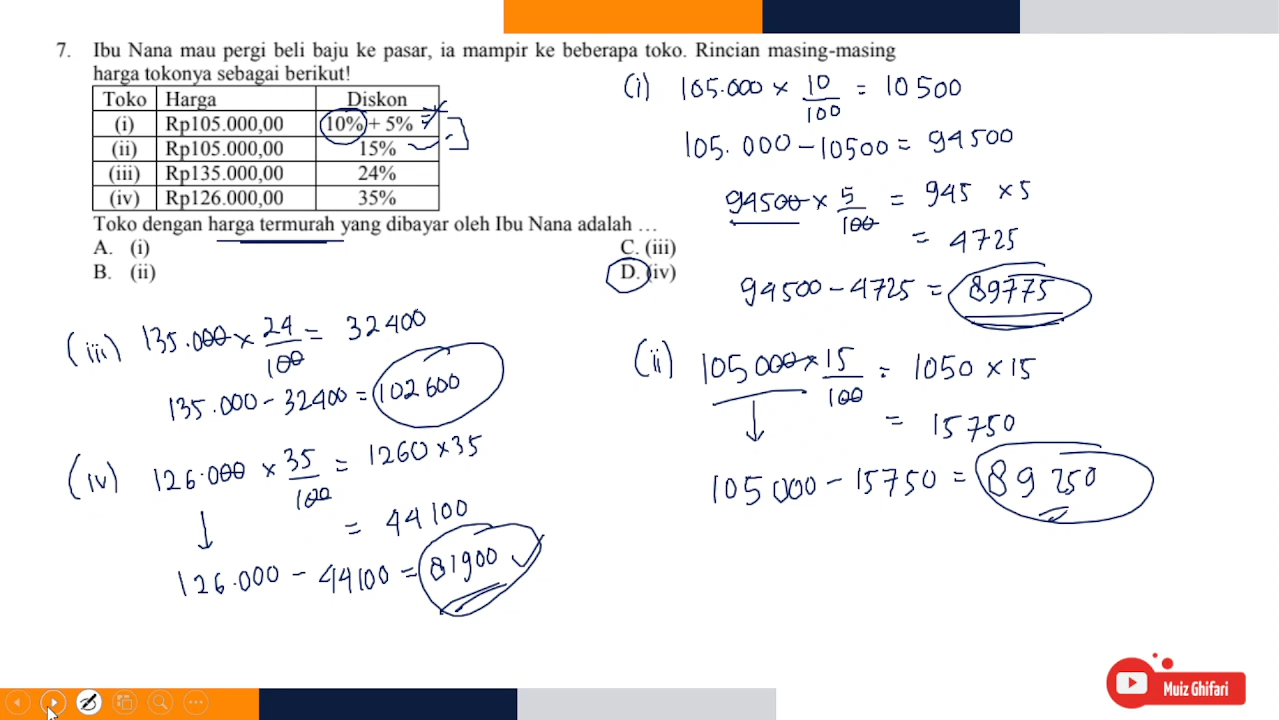 7. Ibu Nana mau pergi beli baju ke pasar, ia mampir ke beberapa toko. Rincian masing-masing
harga tokonya sebagai berikut!
Toko Harga Diskon
(i) Rp105.000,00 10% + 5%
(ii) Rp105.000,00 15%
(iii) Rp135.000,00 24%
(iv) Rp126.000,00 35%
Toko dengan harga termurah yang dibayar oleh Ibu Nana adalah …
A. (i) C. (iii)
B. (ii) D. (iv)
(i) 105.000 × 10/100 = 10500
105.000 – 10500 = 94500
94500 × 5/100 = 945 × 5
= 4725
94500 – 4725 = 89775
(ii) 105000 × 15/100 = 1050 × 15
= 15750
105000 – 15750 = 89250
(iii) 135.000 × 24/100 = 32400
135.000 – 32400 = 102600
(iv) 126.000 × 35/100 = 1260 × 35
= 44100
126.000 – 44100 = 81900
Muiz Ghifari